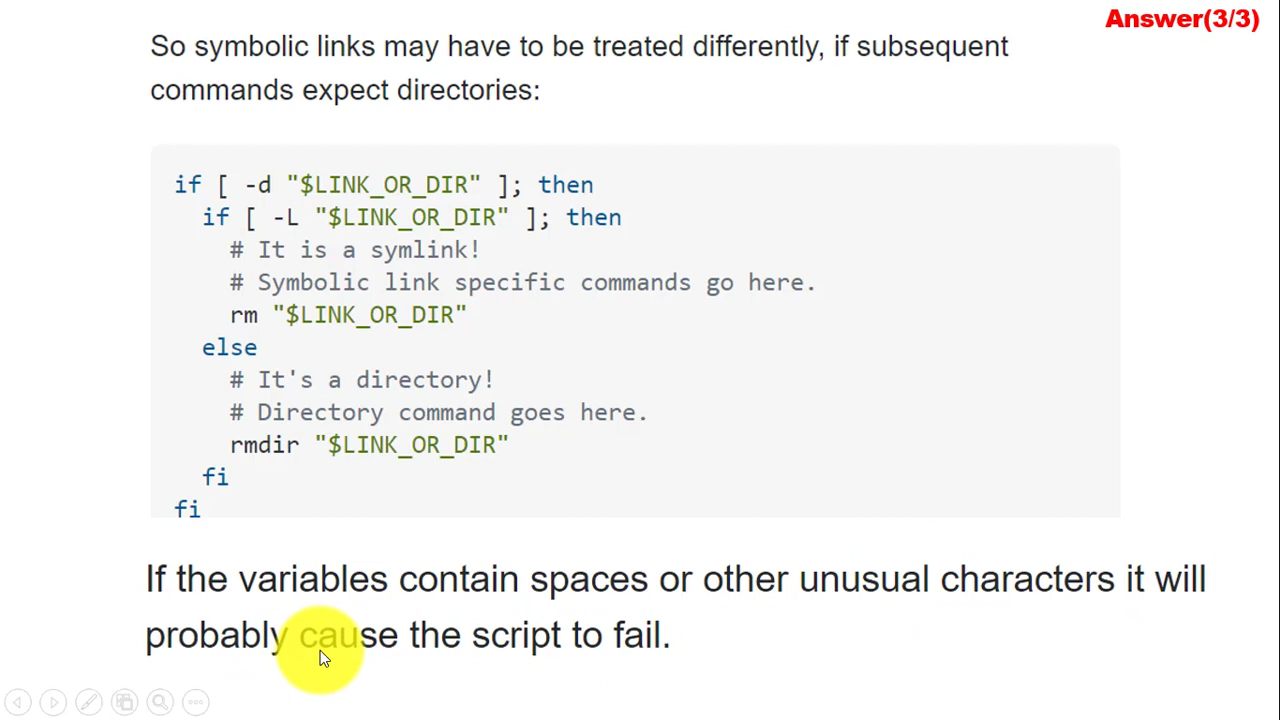 Answer(3/3)
So symbolic links may have to be treated differently, if subsequent
commands expect directories:
if [ -d "$LINK_OR_DIR" ]; then
  if [ -L "$LINK_OR_DIR" ]; then
    # It is a symlink!
    # Symbolic link specific commands go here.
    rm "$LINK_OR_DIR"
  else
    # It's a directory!
    # Directory command goes here.
    rmdir "$LINK_OR_DIR"
  fi
fi
If the variables contain spaces or other unusual characters it will
probably cause the script to fail.